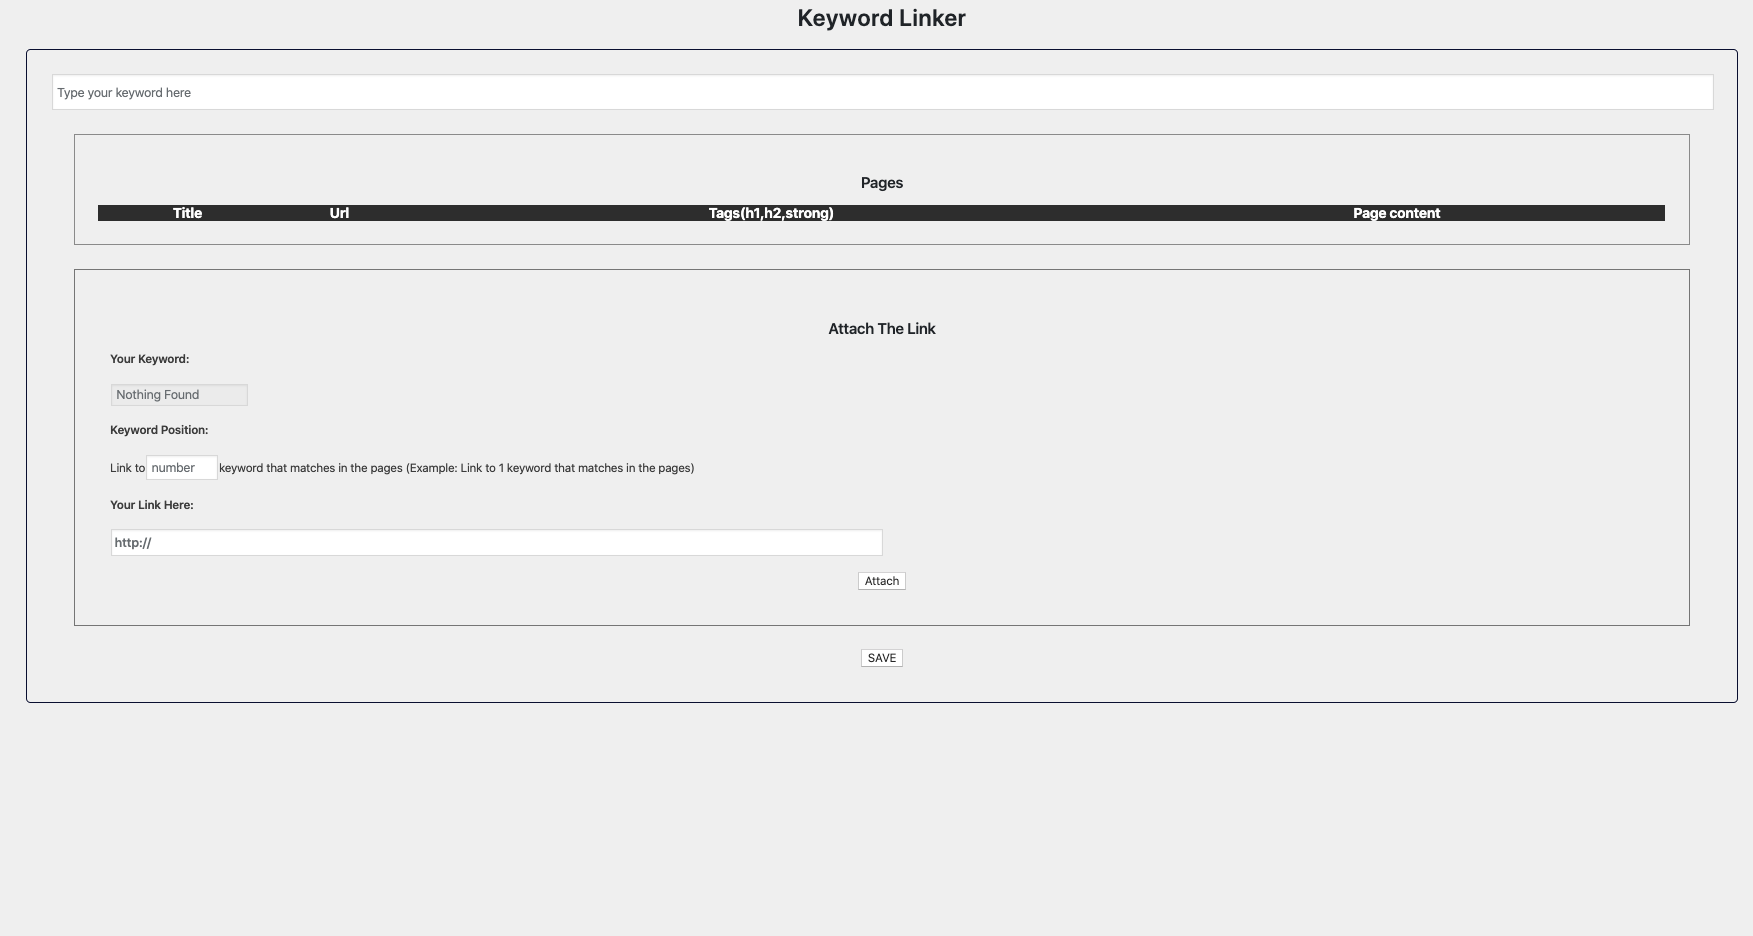 Keyword Linker
Type your keyword here
Pages
Title Url Tags(h1,h2,strong) Page content
Attach The Link
Your Keyword:
Nothing Found
Keyword Position:
Link to number keyword that matches in the pages (Example: Link to 1 keyword that matches in the pages)
Your Link Here:
http://
Attach
SAVE